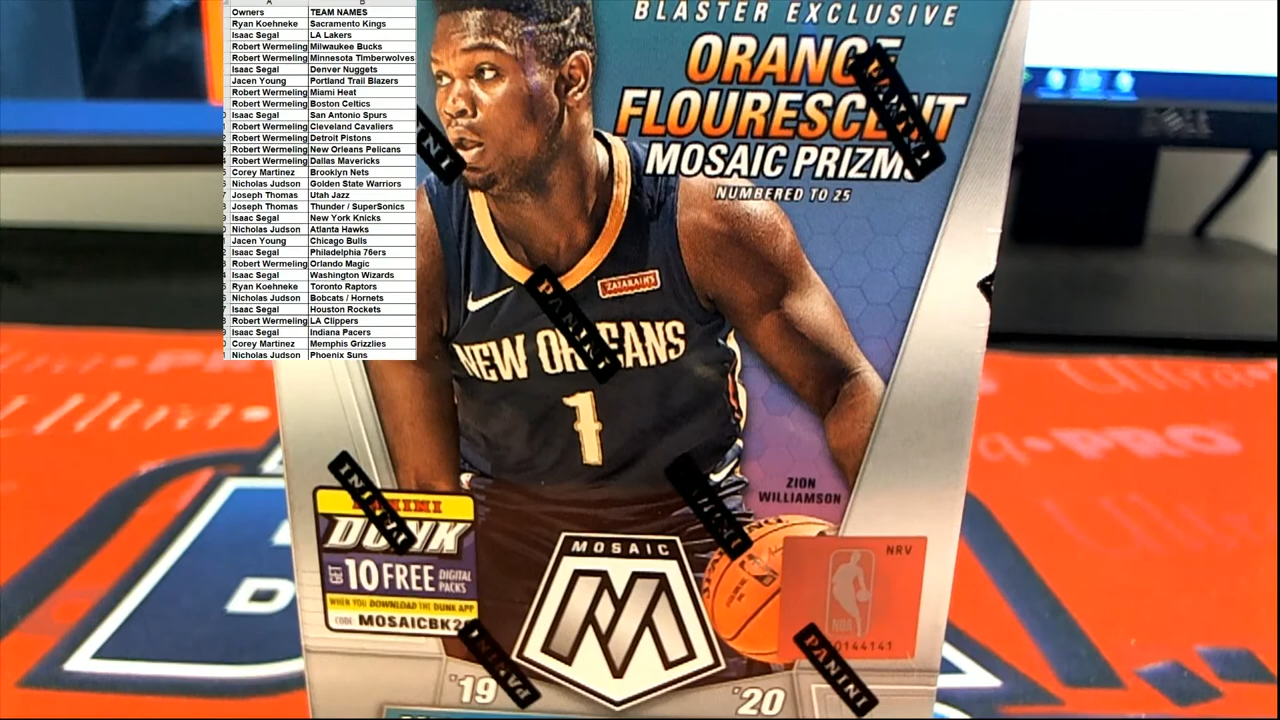 A B
Owners TEAM NAMES
Ryan Koehneke Sacramento Kings
Isaac Segal LA Lakers
Robert Wermeling Milwaukee Bucks
Robert Wermeling Minnesota Timberwolves
Isaac Segal Denver Nuggets
Jacen Young Portland Trail Blazers
Robert Wermeling Miami Heat
Robert Wermeling Boston Celtics
Isaac Segal San Antonio Spurs
Robert Wermeling Cleveland Cavaliers
Robert Wermeling Detroit Pistons
Robert Wermeling New Orleans Pelicans
Robert Wermeling Dallas Mavericks
Corey Martinez Brooklyn Nets
Nicholas Judson Golden State Warriors
Joseph Thomas Utah Jazz
Joseph Thomas Thunder / SuperSonics
Isaac Segal New York Knicks
Nicholas Judson Atlanta Hawks
Jacen Young Chicago Bulls
Isaac Segal Philadelphia 76ers
Robert Wermeling Orlando Magic
Isaac Segal Washington Wizards
Ryan Koehneke Toronto Raptors
Nicholas Judson Bobcats / Hornets
Isaac Segal Houston Rockets
Robert Wermeling LA Clippers
Isaac Segal Indiana Pacers
Corey Martinez Memphis Grizzlies
Nicholas Judson Phoenix Suns
BLASTER EXCLUSIVE
ORANGE
FLOURESCENT
MOSAIC PRIZMS
NUMBERED TO 25
PANINI
ZATARAIN'S
PANINI
NEW ORLEANS
1
ZION
WILLIAMSON
PANINI
PANINI
DUNK
GET 10 FREE DIGITAL PACKS
WHEN YOU DOWNLOAD THE DUNK APP
CODE MOSAICBK2
MOSAIC
M
NRV
NBA
0144141
PANINI
PANINI
'19 '20
Ultra PRO